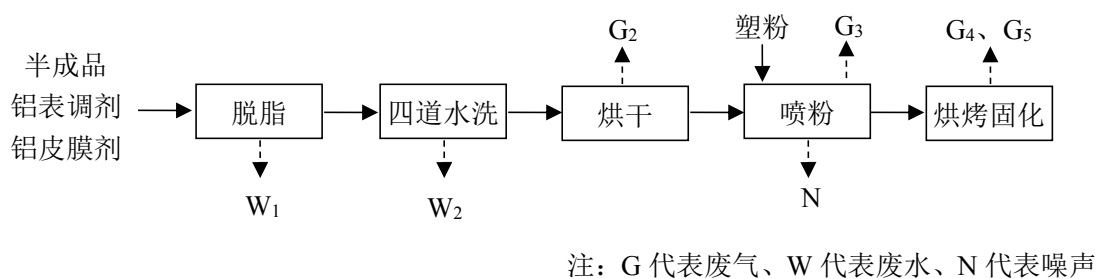 G₂
塑粉
G₃
G₄、G₅
半成品
铝表调剂
铝皮膜剂
脱脂
四道水洗
烘干
喷粉
烘烤固化
W₁
W₂
N
注：G 代表废气、W 代表废水、N 代表噪声